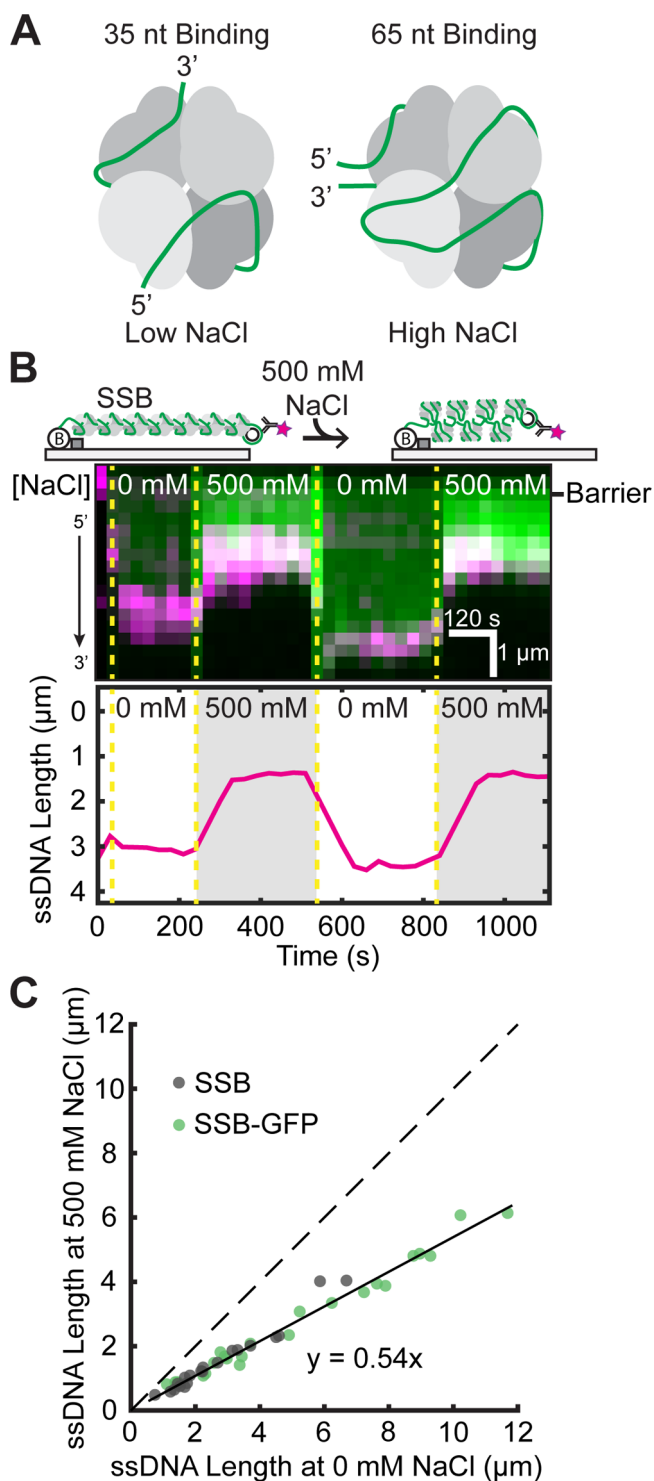 A
35 nt Binding
65 nt Binding
3’
5’
5’
3’
Low NaCl
High NaCl
B
SSB
500 mM
NaCl
B
B
[NaCl]
0 mM
500 mM
0 mM
500 mM
Barrier
5’
3’
120 s
1 µm
0 mM
500 mM
0 mM
500 mM
ssDNA Length (µm)
0
1
2
3
4
0
200
400
600
800
1000
Time (s)
C
ssDNA Length at 500 mM NaCl (µm)
12
10
8
6
4
2
0
SSB
SSB-GFP
y = 0.54x
0
2
4
6
8
10
12
ssDNA Length at 0 mM NaCl (µm)